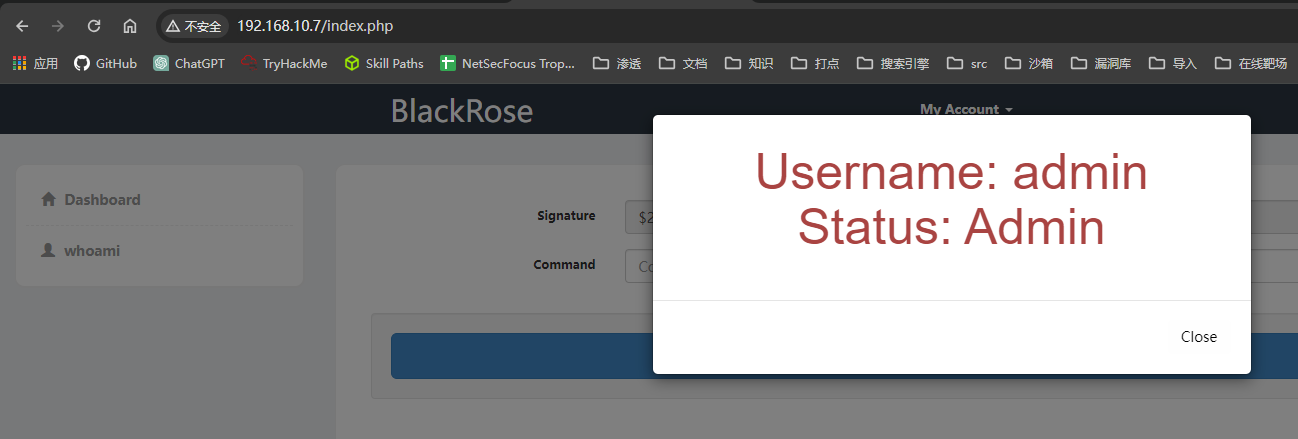 不安全 192.168.10.7/index.php
应用 GitHub ChatGPT TryHackMe Skill Paths NetSecFocus Trop... 渗透 文档 知识 打点 搜索引擎 src 沙箱 漏洞库 导入 在线靶场
BlackRose My Account
Username: admin
Status: Admin
Dashboard
whoami
Signature $2
Command Co
Close